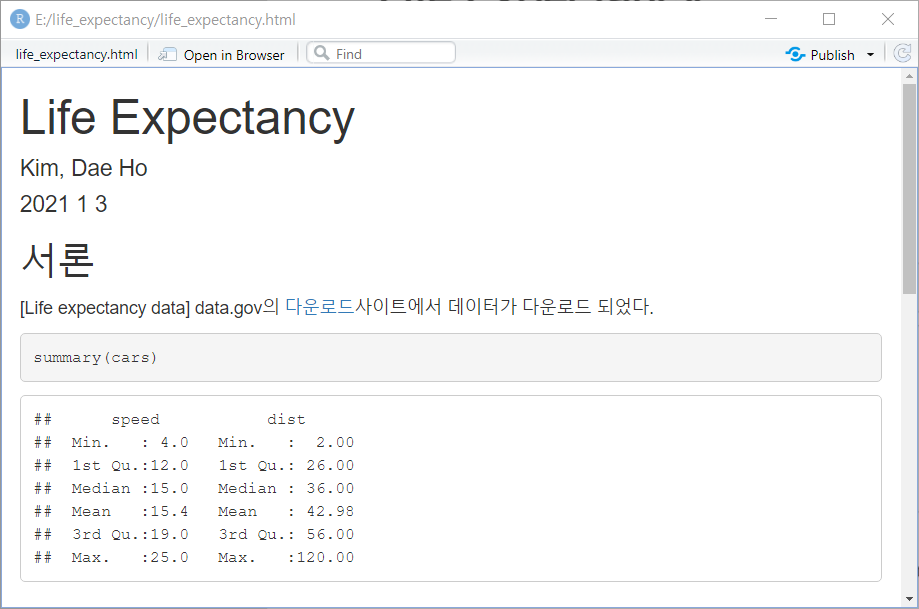 R E:/life_expectancy/life_expectancy.html
life_expectancy.html Open in Browser Find Publish
Life Expectancy
Kim, Dae Ho
2021 1 3
서론
[Life expectancy data] data.gov의 다운로드사이트에서 데이터가 다운로드 되었다.
summary(cars)
##      speed           dist
##  Min.   : 4.0   Min.   :  2.00
##  1st Qu.:12.0   1st Qu.: 26.00
##  Median :15.0   Median : 36.00
##  Mean   :15.4   Mean   : 42.98
##  3rd Qu.:19.0   3rd Qu.: 56.00
##  Max.   :25.0   Max.   :120.00